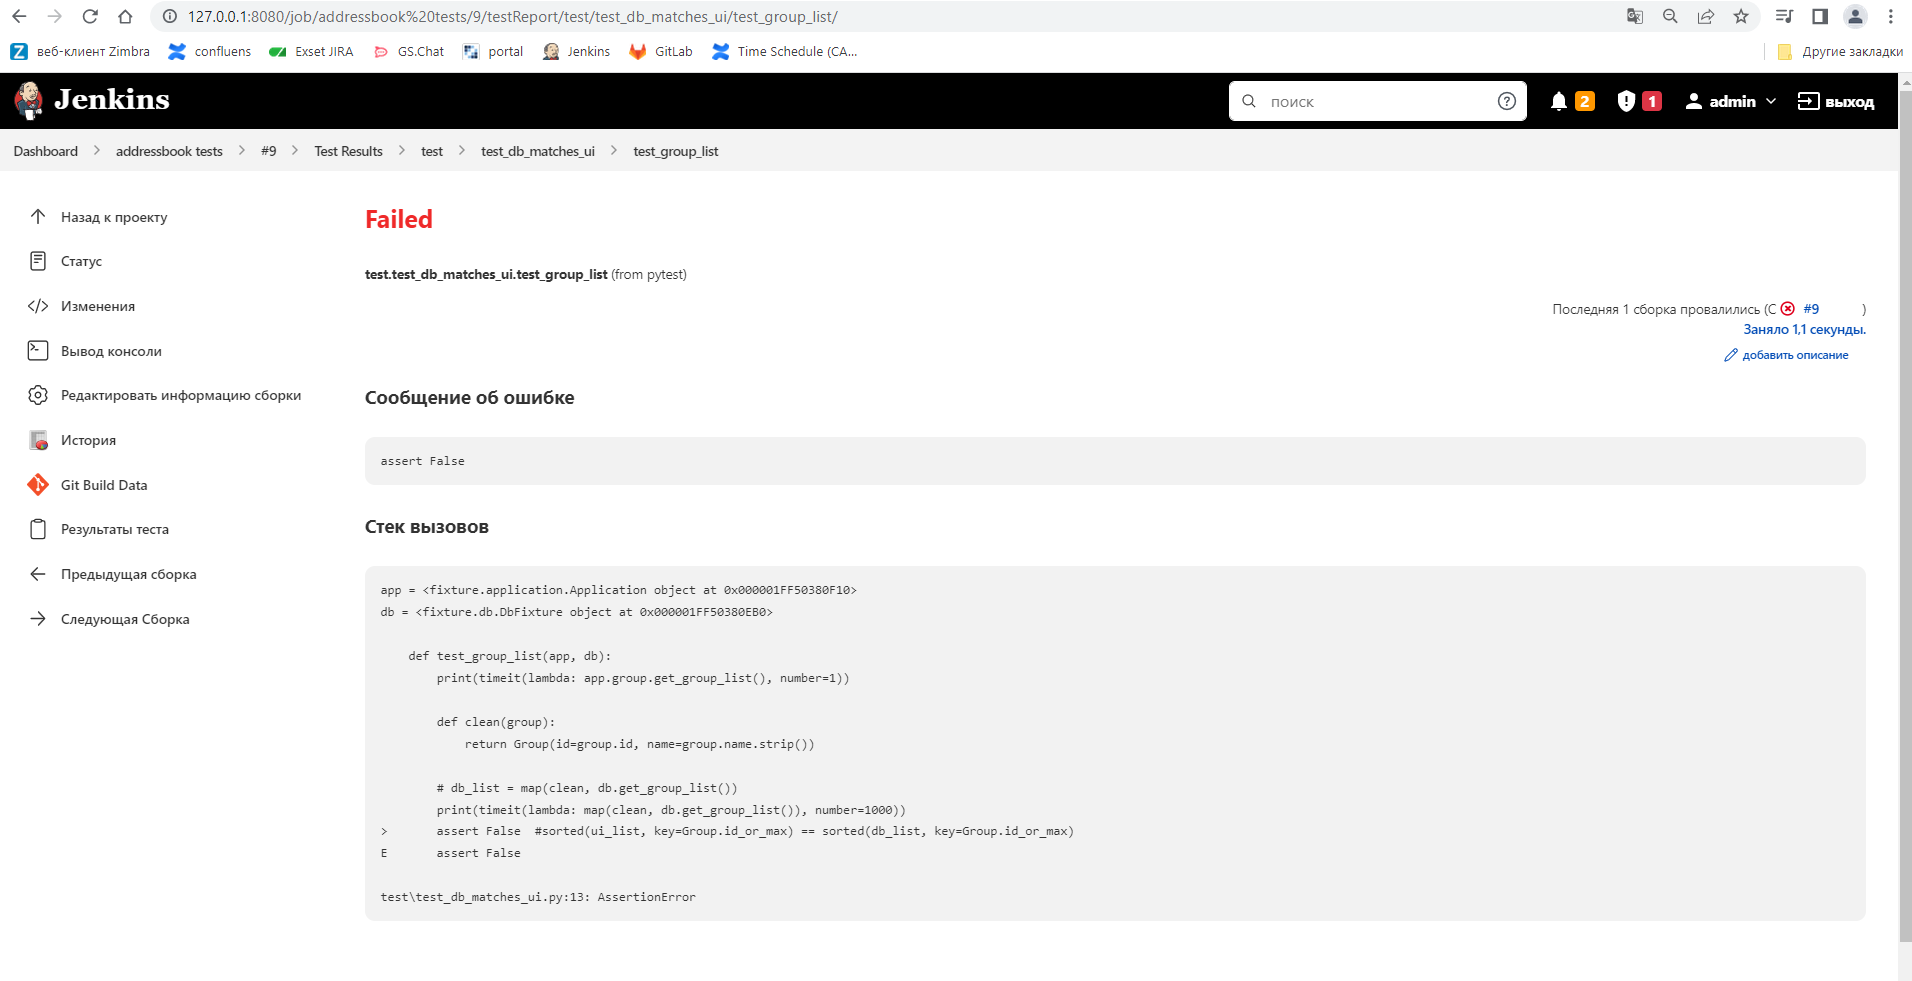 127.0.0.1:8080/job/addressbook%20tests/9/testReport/test/test_db_matches_ui/test_group_list/
веб-клиент Zimbra confluens Exset JIRA GS.Chat portal Jenkins GitLab Time Schedule (CA... Другие закладки
Jenkins поиск 2 1 admin выход
Dashboard addressbook tests #9 Test Results test test_db_matches_ui test_group_list
Назад к проекту
Статус
Изменения
Вывод консоли
Редактировать информацию сборки
История
Git Build Data
Результаты теста
Предыдущая сборка
Следующая Сборка
Failed
test.test_db_matches_ui.test_group_list (from pytest)
Последняя 1 сборка провалились (С #9 )
Заняло 1,1 секунды.
добавить описание
Сообщение об ошибке
assert False
Стек вызовов
app = <fixture.application.Application object at 0x000001FF50380F10>
db = <fixture.db.DbFixture object at 0x000001FF50380EB0>
    def test_group_list(app, db):
        print(timeit(lambda: app.group.get_group_list(), number=1))
        def clean(group):
            return Group(id=group.id, name=group.name.strip())
        # db_list = map(clean, db.get_group_list())
        print(timeit(lambda: map(clean, db.get_group_list()), number=1000))
>       assert False  #sorted(ui_list, key=Group.id_or_max) == sorted(db_list, key=Group.id_or_max)
E       assert False
test\test_db_matches_ui.py:13: AssertionError